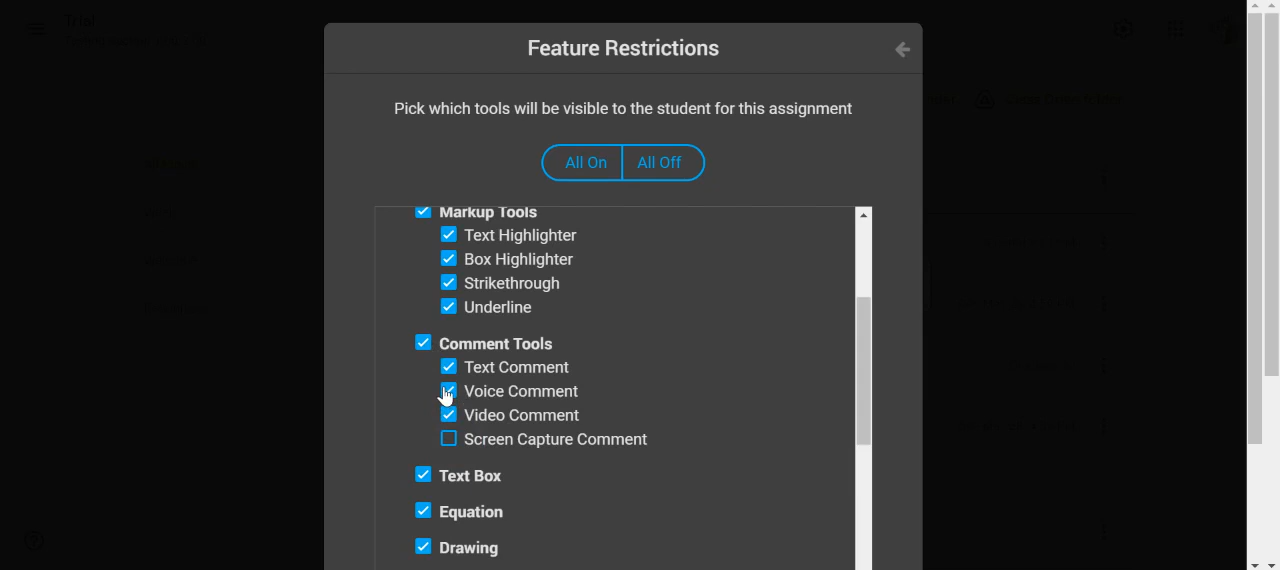 Trial
Feature Restrictions
Pick which tools will be visible to the student for this assignment
All On All Off
Markup Tools
Text Highlighter
Box Highlighter
Strikethrough
Underline
Comment Tools
Text Comment
Voice Comment
Video Comment
Screen Capture Comment
Text Box
Equation
Drawing